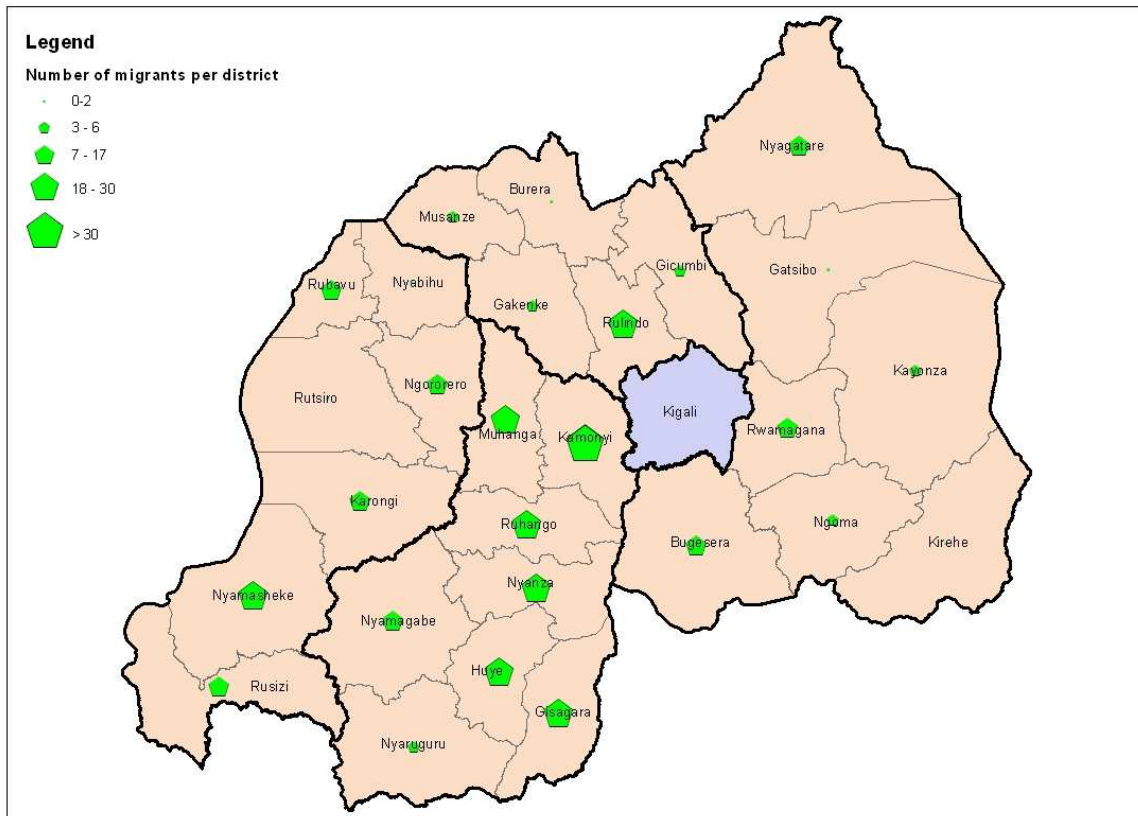 Legend
Number of migrants per district
0-2
3 - 6
7 - 17
18 - 30
> 30
Nyagatare
Burera
Musanze
Gicumbi
Gatsibo
Rubavu
Nyabihu
Gakenke
Rulindo
Kayonza
Ngororero
Rutsiro
Kigali
Muhanga
Kamonyi
Rwamagana
Karongi
Ruhango
Ngoma
Bugesera
Kirehe
Nyamasheke
Nyanza
Nyamagabe
Huye
Rusizi
Gisagara
Nyaruguru